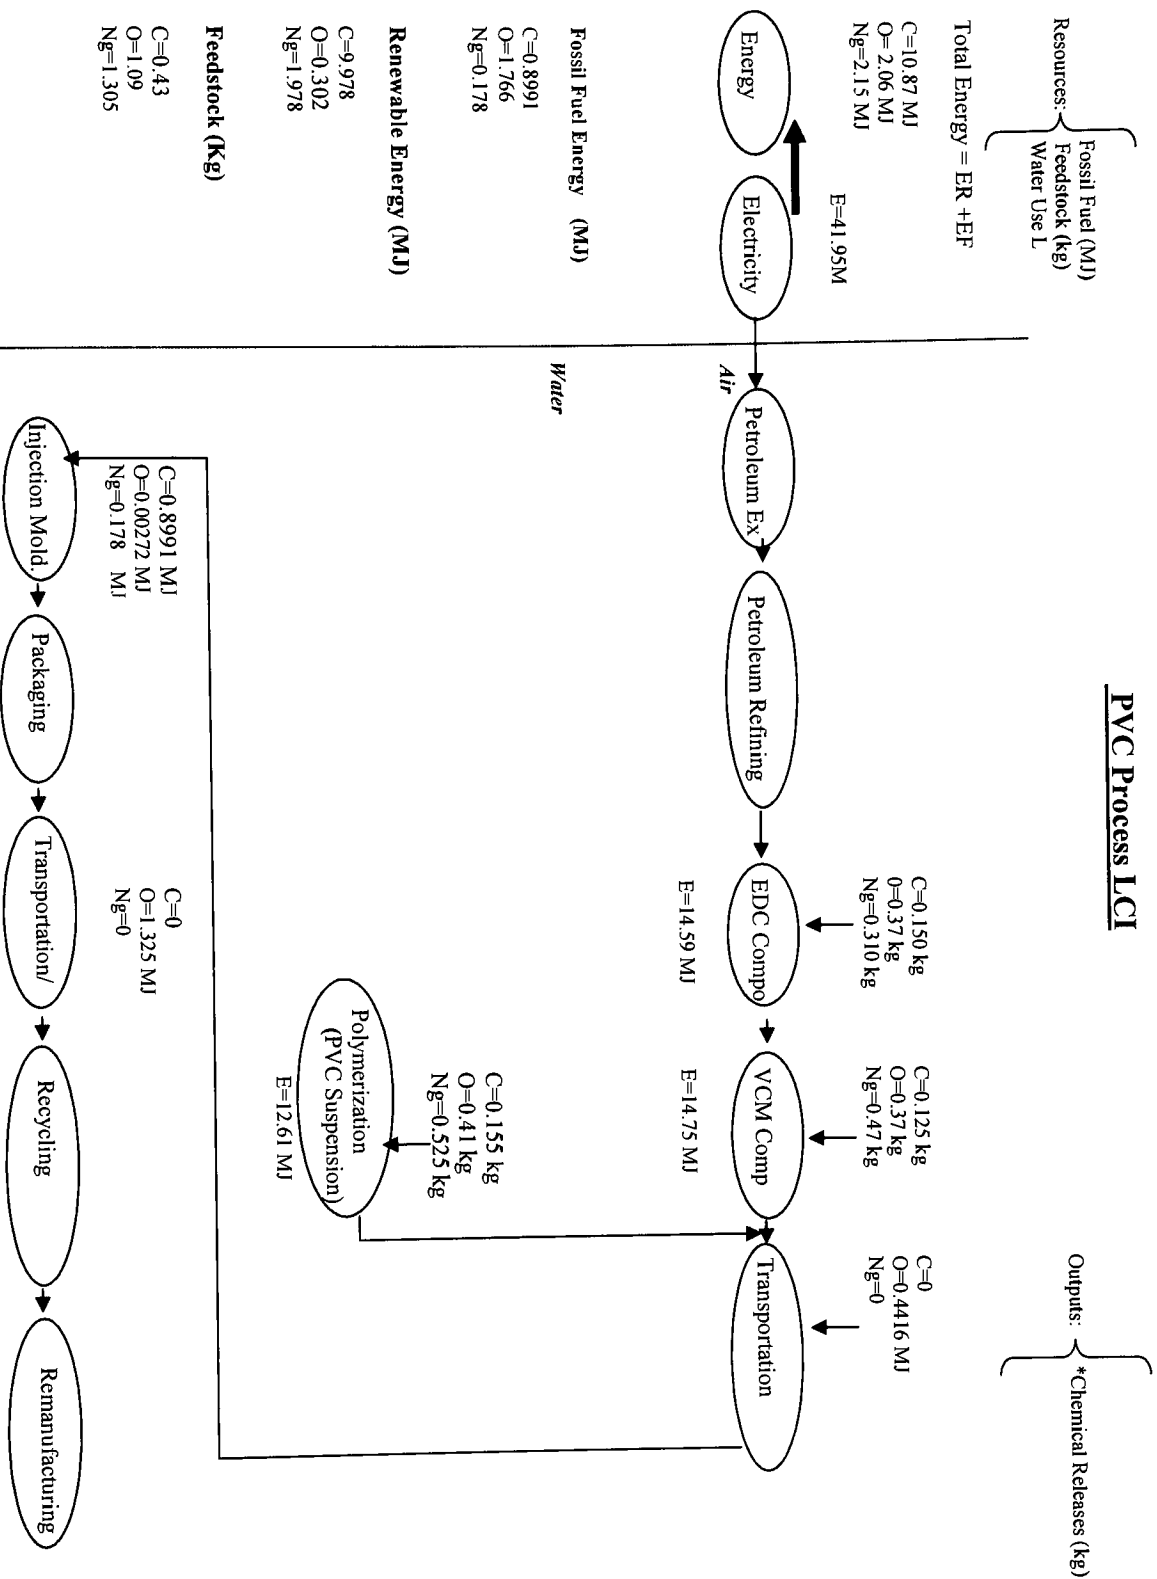 PVC Process LCI
Resources:
Fossil Fuel (MJ)
Feedstock (kg)
Water Use L
Outputs:
*Chemical Releases (kg)
Total Energy = ER +EF
C=10.87 MJ
O= 2.06 MJ
Ng=2.15 MJ
E=41.95M
Energy
Electricity
Air
Petroleum Ex
Petroleum Refining
C=0.150 kg
0=0.37 kg
Ng=0.310 kg
EDC Compo
E=14.59 MJ
C=0.125 kg
O=0.37 kg
Ng=0.47 kg
VCM Comp
E=14.75 MJ
C=0
O=0.4416 MJ
Ng=0
Transportation
Fossil Fuel Energy (MJ)
C=0.8991
O=1.766
Ng=0.178
Water
C=0.155 kg
O=0.41 kg
Ng=0.525 kg
Polymerization
(PVC Suspension)
E=12.61 MJ
Renewable Energy (MJ)
C=9.978
O=0.302
Ng=1.978
Feedstock (Kg)
C=0.43
O=1.09
Ng=1.305
C=0.8991 MJ
O=0.00272 MJ
Ng=0.178 MJ
C=0
O=1.325 MJ
Ng=0
Injection Mold.
Packaging
Transportation/
Recycling
Remanufacturing